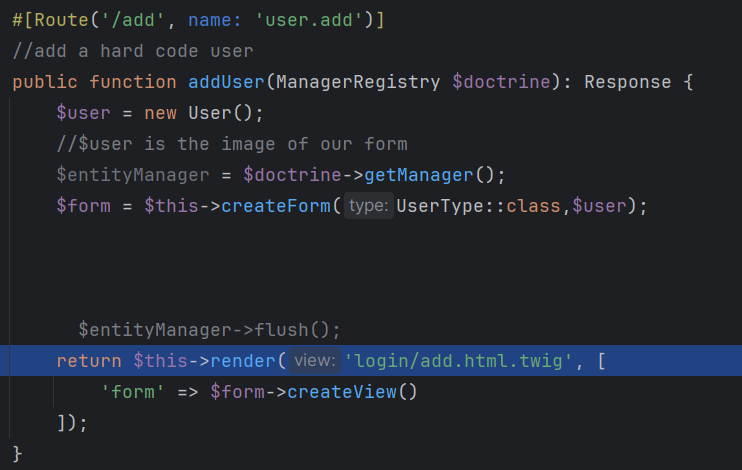 #[Route('/add', name: 'user.add')]
//add a hard code user
public function addUser(ManagerRegistry $doctrine): Response {
    $user = new User();
    //$user is the image of our form
    $entityManager = $doctrine->getManager();
    $form = $this->createForm( type: UserType::class,$user);
      $entityManager->flush();
    return $this->render( view: 'login/add.html.twig', [
        'form' => $form->createView()
    ]);
}